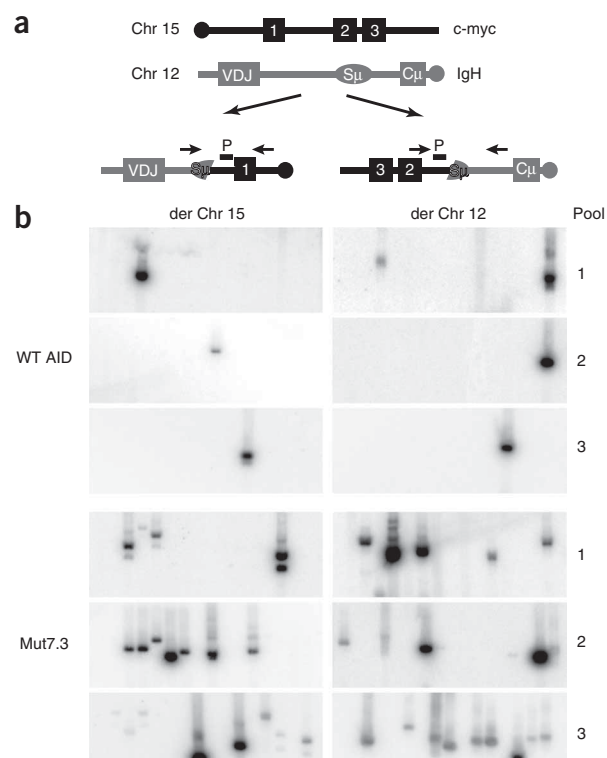 a
Chr 15 1 2 3 c-myc
Chr 12 VDJ Sμ Cμ IgH
P P
VDJ Sμ 1 3 2 Sμ Cμ
b der Chr 15 der Chr 12 Pool
1
WT AID 2
3
1
Mut7.3 2
3